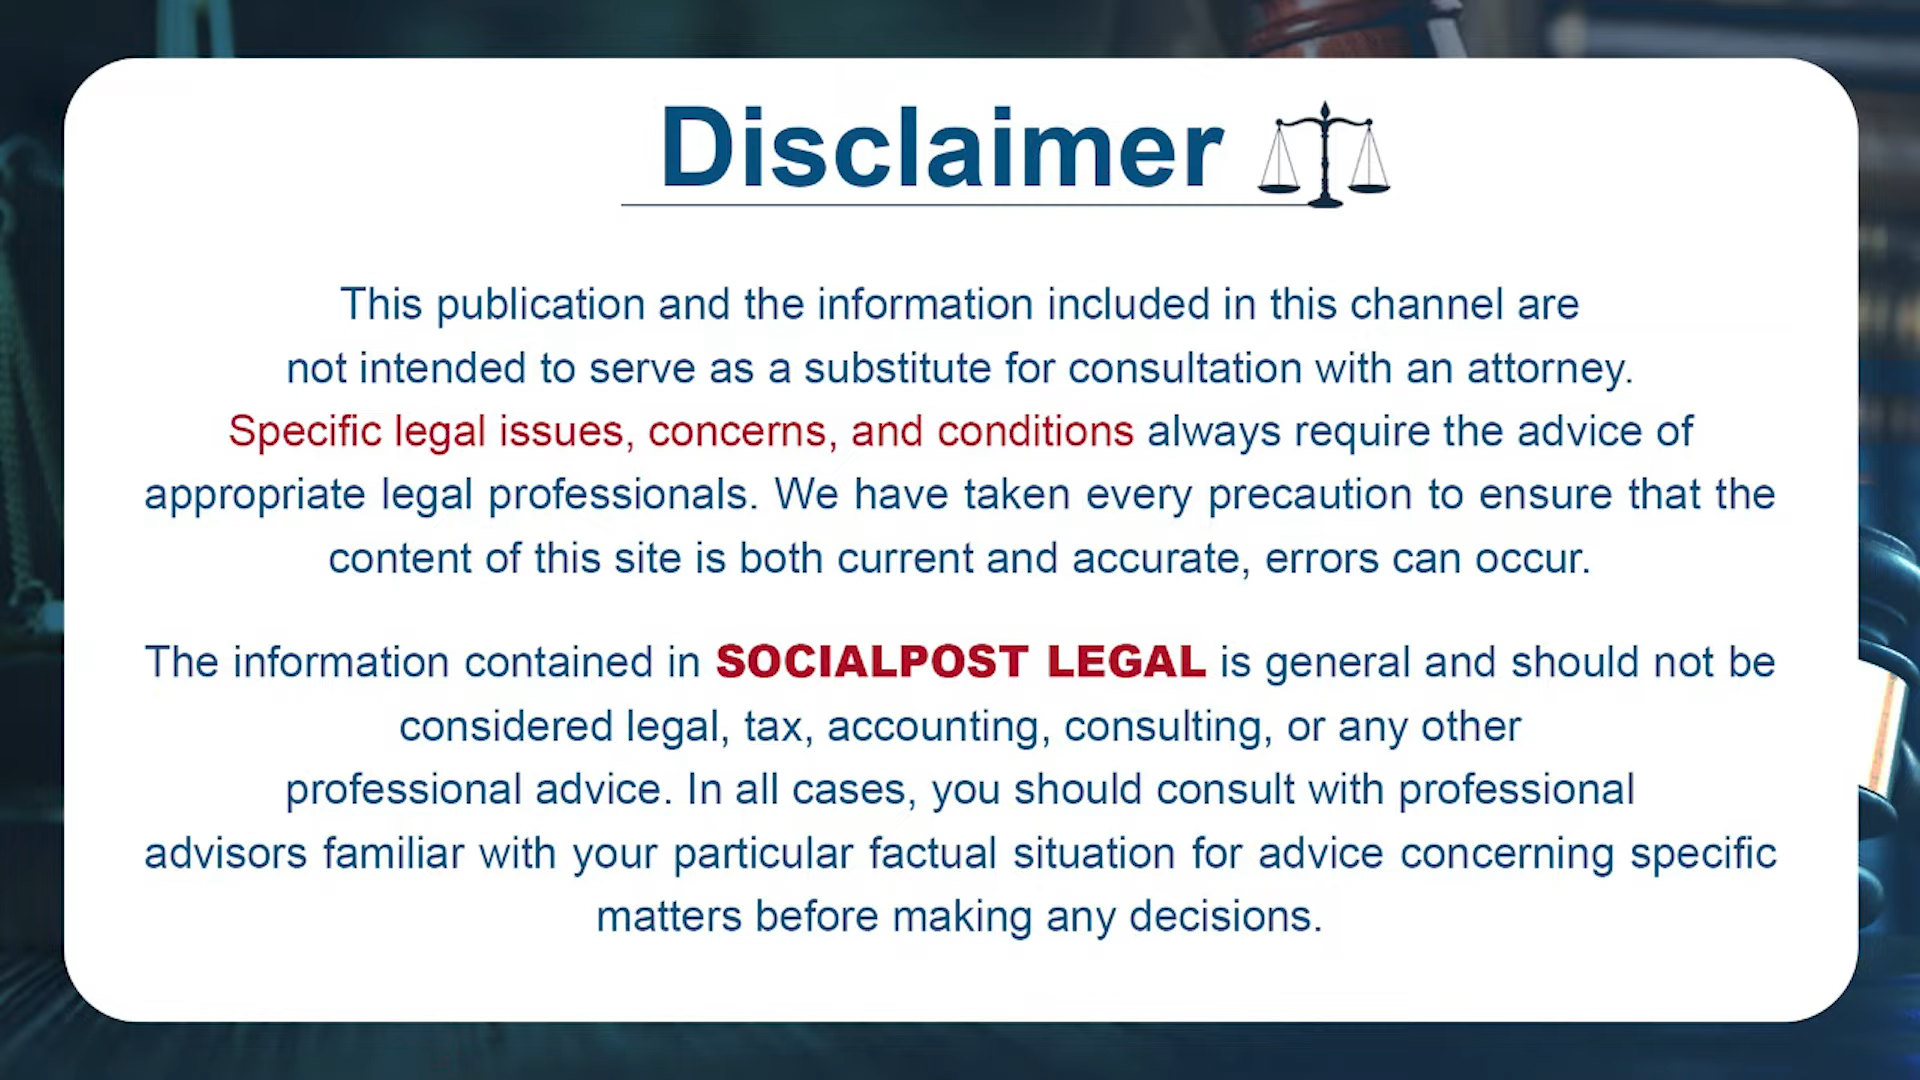 Disclaimer
This publication and the information included in this channel are
not intended to serve as a substitute for consultation with an attorney.
Specific legal issues, concerns, and conditions always require the advice of
appropriate legal professionals. We have taken every precaution to ensure that the
content of this site is both current and accurate, errors can occur.
The information contained in SOCIALPOST LEGAL is general and should not be
considered legal, tax, accounting, consulting, or any other
professional advice. In all cases, you should consult with professional
advisors familiar with your particular factual situation for advice concerning specific
matters before making any decisions.